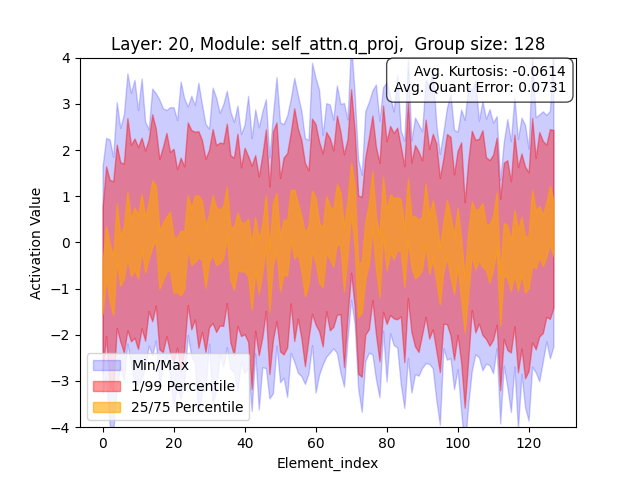 Layer: 20, Module: self_attn.q_proj,  Group size: 128
Avg. Kurtosis: -0.0614
Avg. Quant Error: 0.0731
4
3
2
1
0
−1
−2
−3
−4
Activation Value
Min/Max
1/99 Percentile
25/75 Percentile
0 20 40 60 80 100 120
Element_index